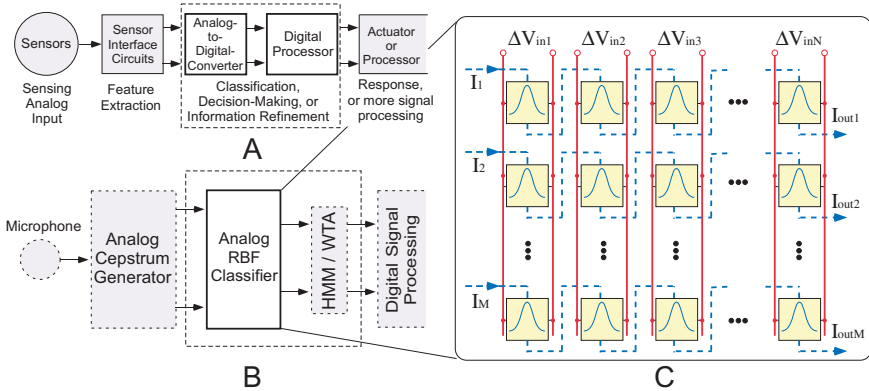 Sensors
Sensing
Analog
Input
Sensor
Interface
Circuits
Feature
Extraction
Analog-
to-
Digital-
Converter
Digital
Processor
Classification,
Decision-Making, or
Information Refinement
Actuator
or
Processor
Response,
or more signal
processing
A
Microphone
Analog
Cepstrum
Generator
Analog
RBF
Classifier
HMM / WTA
Digital Signal
Processing
B
ΔVin1
ΔVin2
ΔVin3
ΔVinN
I1
Iout1
I2
Iout2
IM
IoutM
C